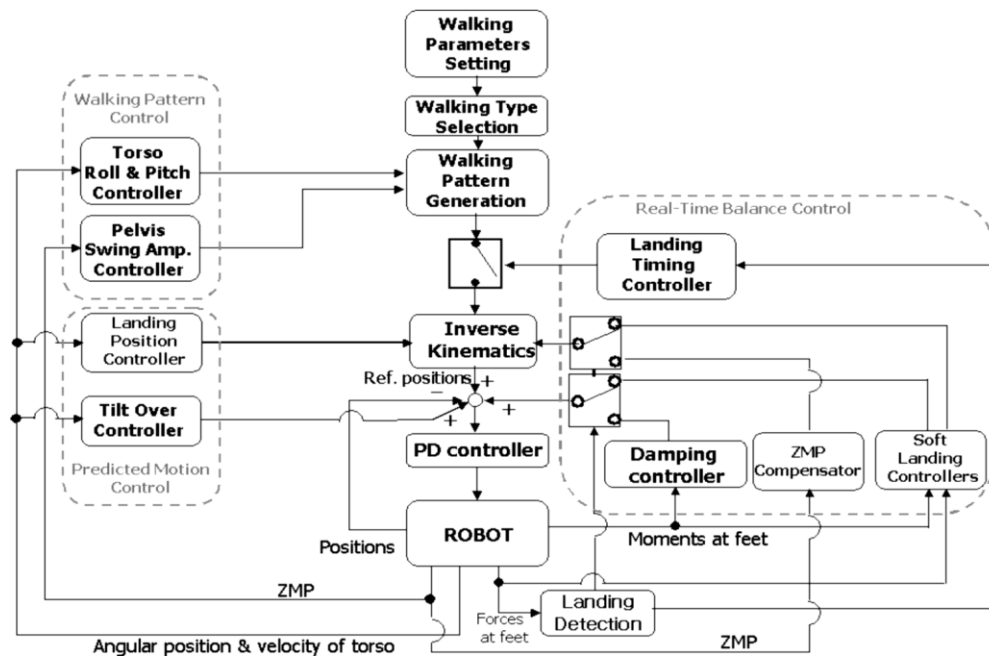 Walking
Parameters
Setting
Walking Type
Selection
Walking
Pattern
Generation
Walking Pattern
Control
Torso
Roll & Pitch
Controller
Pelvis
Swing Amp.
Controller
Landing
Position
Controller
Tilt Over
Controller
Predicted Motion
Control
Real-Time Balance Control
Landing
Timing
Controller
Inverse
Kinematics
Ref. positions
+
−
+
+
PD controller
ROBOT
Positions
Damping
controller
ZMP
Compensator
Soft
Landing
Controllers
Moments at feet
ZMP
Forces
at feet
Landing
Detection
Angular position & velocity of torso
ZMP